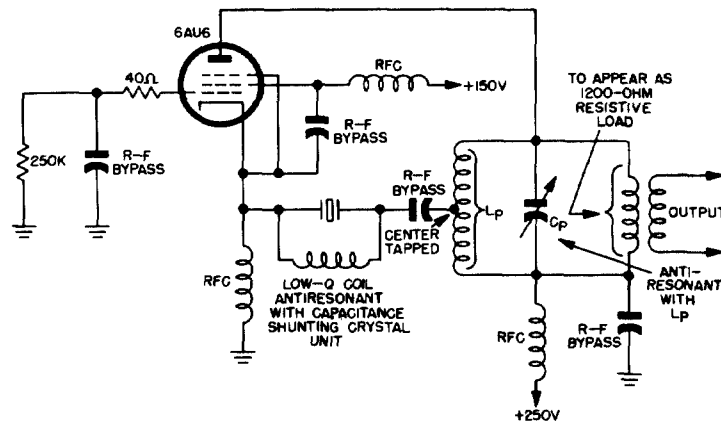 6AU6
40Ω
250K
R-F
BYPASS
RFC
+150V
R-F
BYPASS
TO APPEAR AS
1200-OHM
RESISTIVE
LOAD
R-F
BYPASS
CENTER
TAPPED
Lp
Cp
OUTPUT
RFC
LOW-Q COIL
ANTIRESONANT
WITH CAPACITANCE
SHUNTING CRYSTAL
UNIT
ANTI-
RESONANT
WITH
Lp
RFC
R-F
BYPASS
+250V